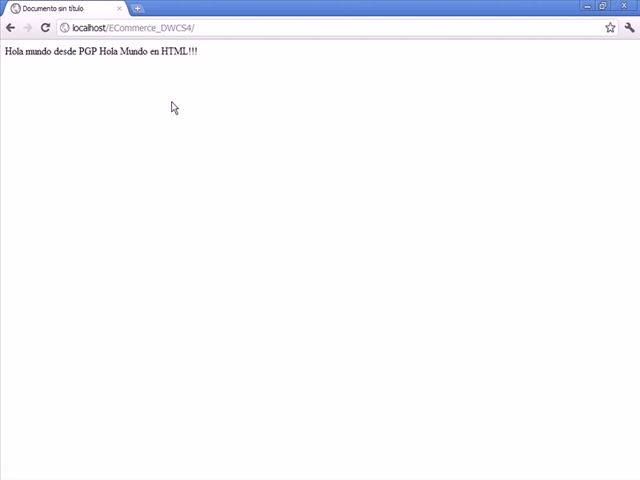 Documento sin título
localhost/ECommerce_DWCS4/
Hola mundo desde PGP Hola Mundo en HTML!!!